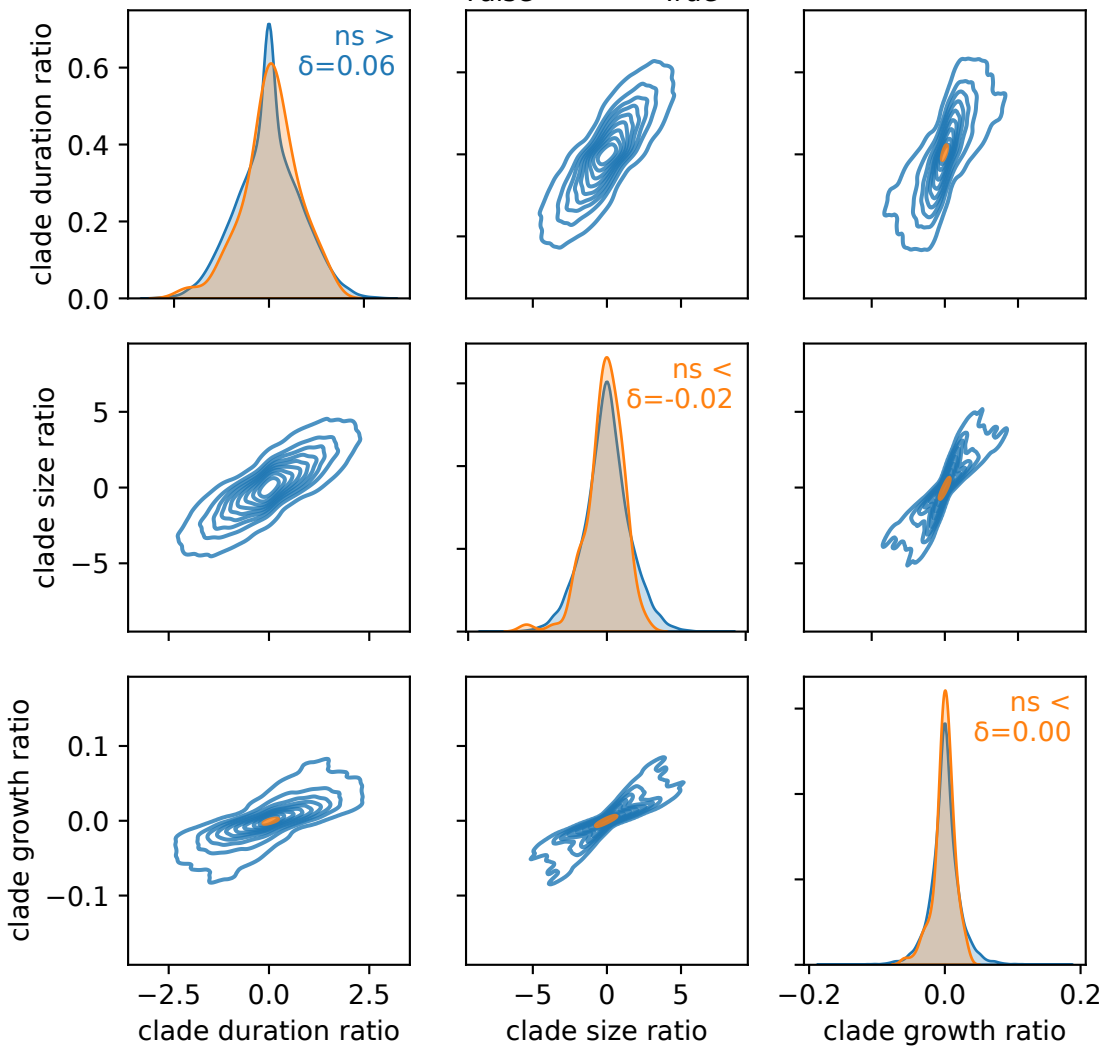 clade duration ratio
0.6
0.4
0.2
0.0
ns >
δ=0.06
clade size ratio
5
0
−5
ns <
δ=-0.02
clade growth ratio
0.1
0.0
−0.1
ns <
δ=0.00
−2.5 0.0 2.5
−5 0 5
−0.2 0.0 0.2
clade duration ratio
clade size ratio
clade growth ratio